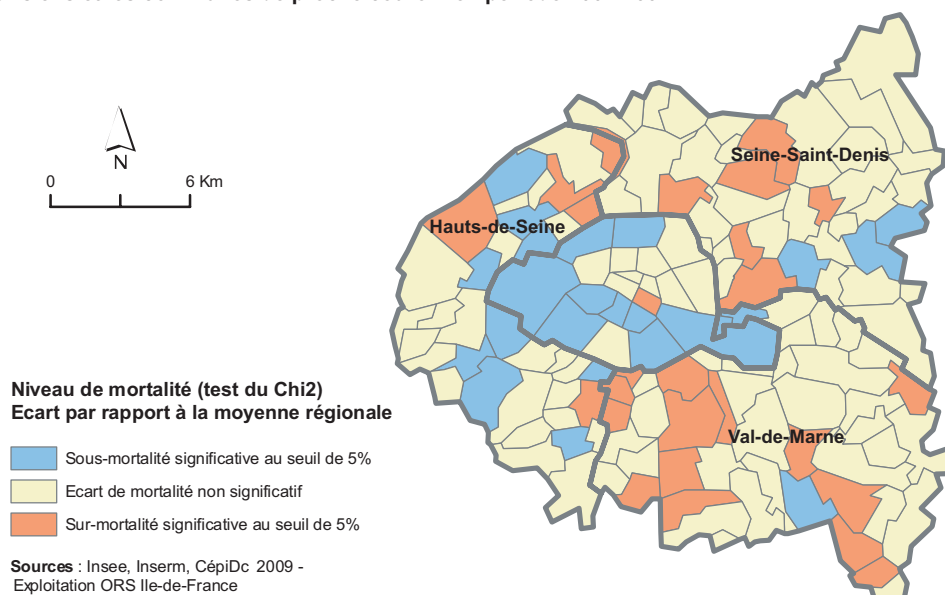 N
0 6 Km
Seine-Saint-Denis
Hauts-de-Seine
Val-de-Marne
Niveau de mortalité (test du Chi2)
Ecart par rapport à la moyenne régionale
Sous-mortalité significative au seuil de 5%
Ecart de mortalité non significatif
Sur-mortalité significative au seuil de 5%
Sources : Insee, Inserm, CépiDc 2009 -
Exploitation ORS Ile-de-France